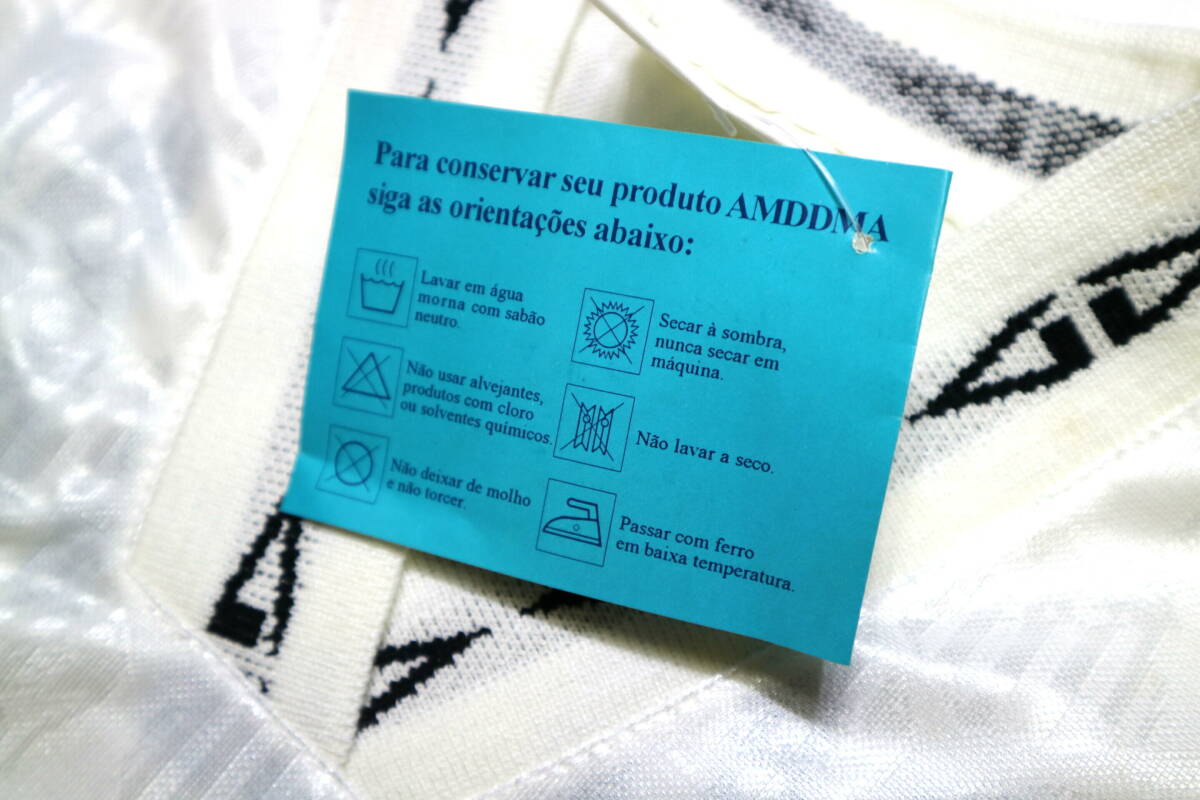 Para conservar seu produto AMDDMA
siga as orientações abaixo:
Lavar em água
morna com sabão
neutro.
Não usar alvejantes,
produtos com cloro
ou solventes químicos.
Não deixar de molho
e não torcer.
Secar à sombra,
nunca secar em
máquina.
Não lavar a seco.
Passar com ferro
em baixa temperatura.